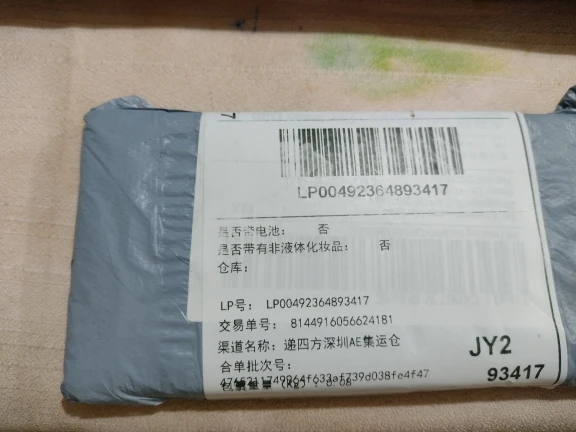 7
LP00492364893417
是否带电池： 否
是否带有非液体化妆品： 否
仓库：
LP号： LP00492364893417
交易单号： 8144916056624181
渠道名称：递四方深圳AE集运仓
合单批次号：
JY2
93417